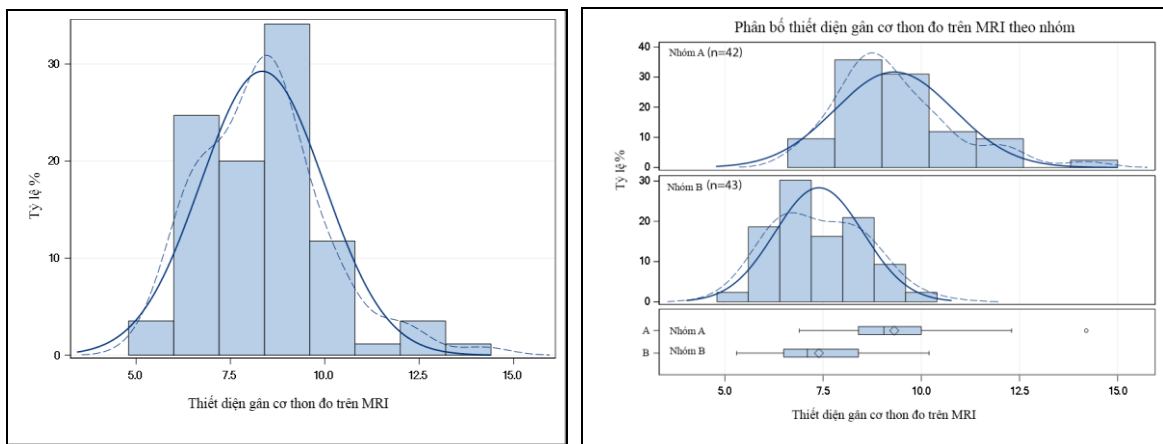 Tỷ lệ %
30
20
10
0
5.0 7.5 10.0 12.5 15.0
Thiết diện gân cơ thon đo trên MRI
Phân bố thiết diện gân cơ thon đo trên MRI theo nhóm
Tỷ lệ %
Nhóm A (n=42)
40
30
20
10
0
Nhóm B (n=43)
30
20
10
0
A Nhóm A
B Nhóm B
5.0 7.5 10.0 12.5 15.0
Thiết diện gân cơ thon đo trên MRI